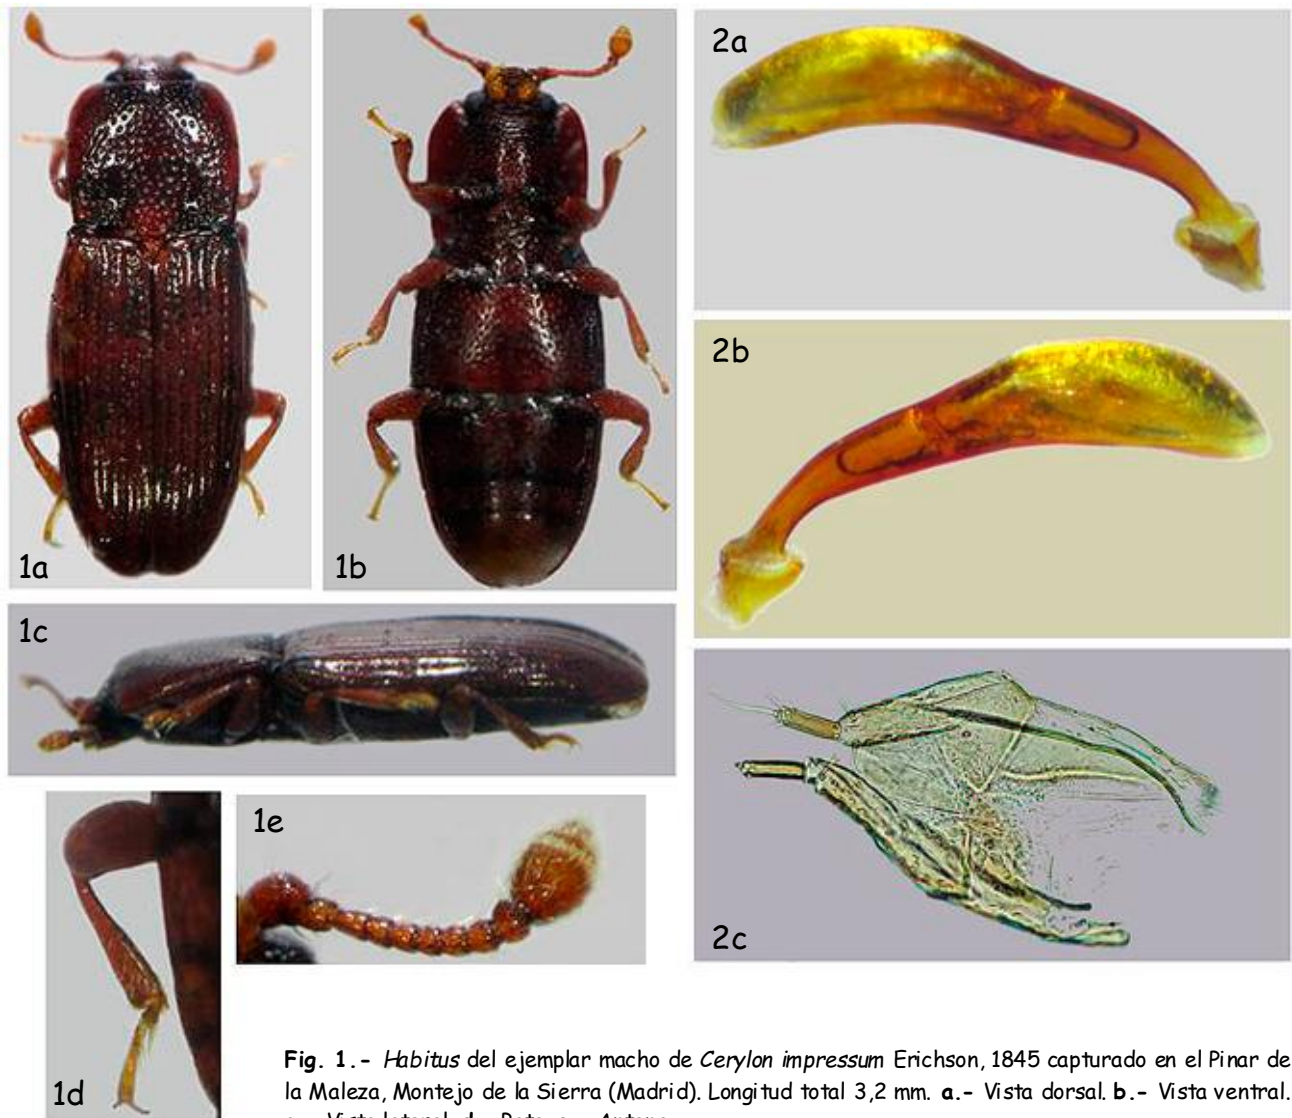 1a
1b
1c
1d
1e
2a
2b
2c
Fig. 1.- Habitus del ejemplar macho de Cerylon impressum Erichson, 1845 capturado en el Pinar de
la Maleza, Montejo de la Sierra (Madrid). Longitud total 3,2 mm. a.- Vista dorsal. b.- Vista ventral.